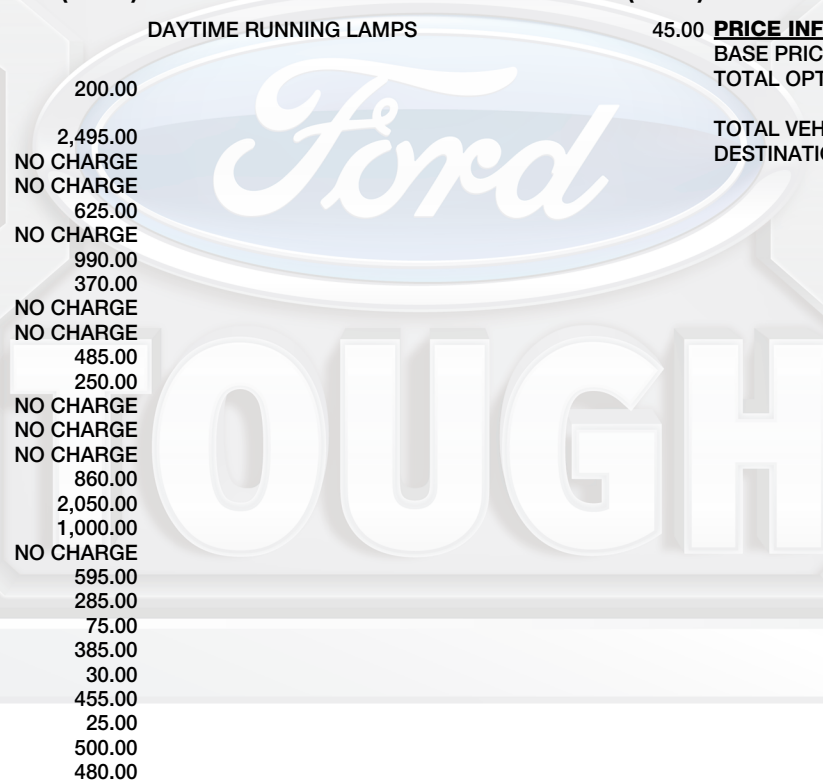 200.00
2,495.00
NO CHARGE
NO CHARGE
625.00
NO CHARGE
990.00
370.00
NO CHARGE
NO CHARGE
485.00
250.00
NO CHARGE
NO CHARGE
NO CHARGE
860.00
2,050.00
1,000.00
NO CHARGE
595.00
285.00
75.00
385.00
30.00
455.00
25.00
500.00
480.00
DAYTIME RUNNING LAMPS 45.00
PRICE INF
BASE PRIC
TOTAL OPT
TOTAL VEH
DESTINATI
Ford
TOUGH